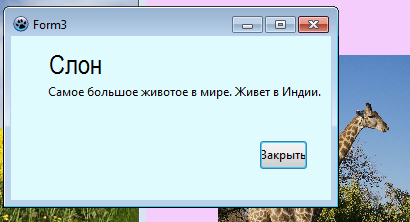 Form3
Слон
Самое большое животое в мире. Живет в Индии.
Закрыть